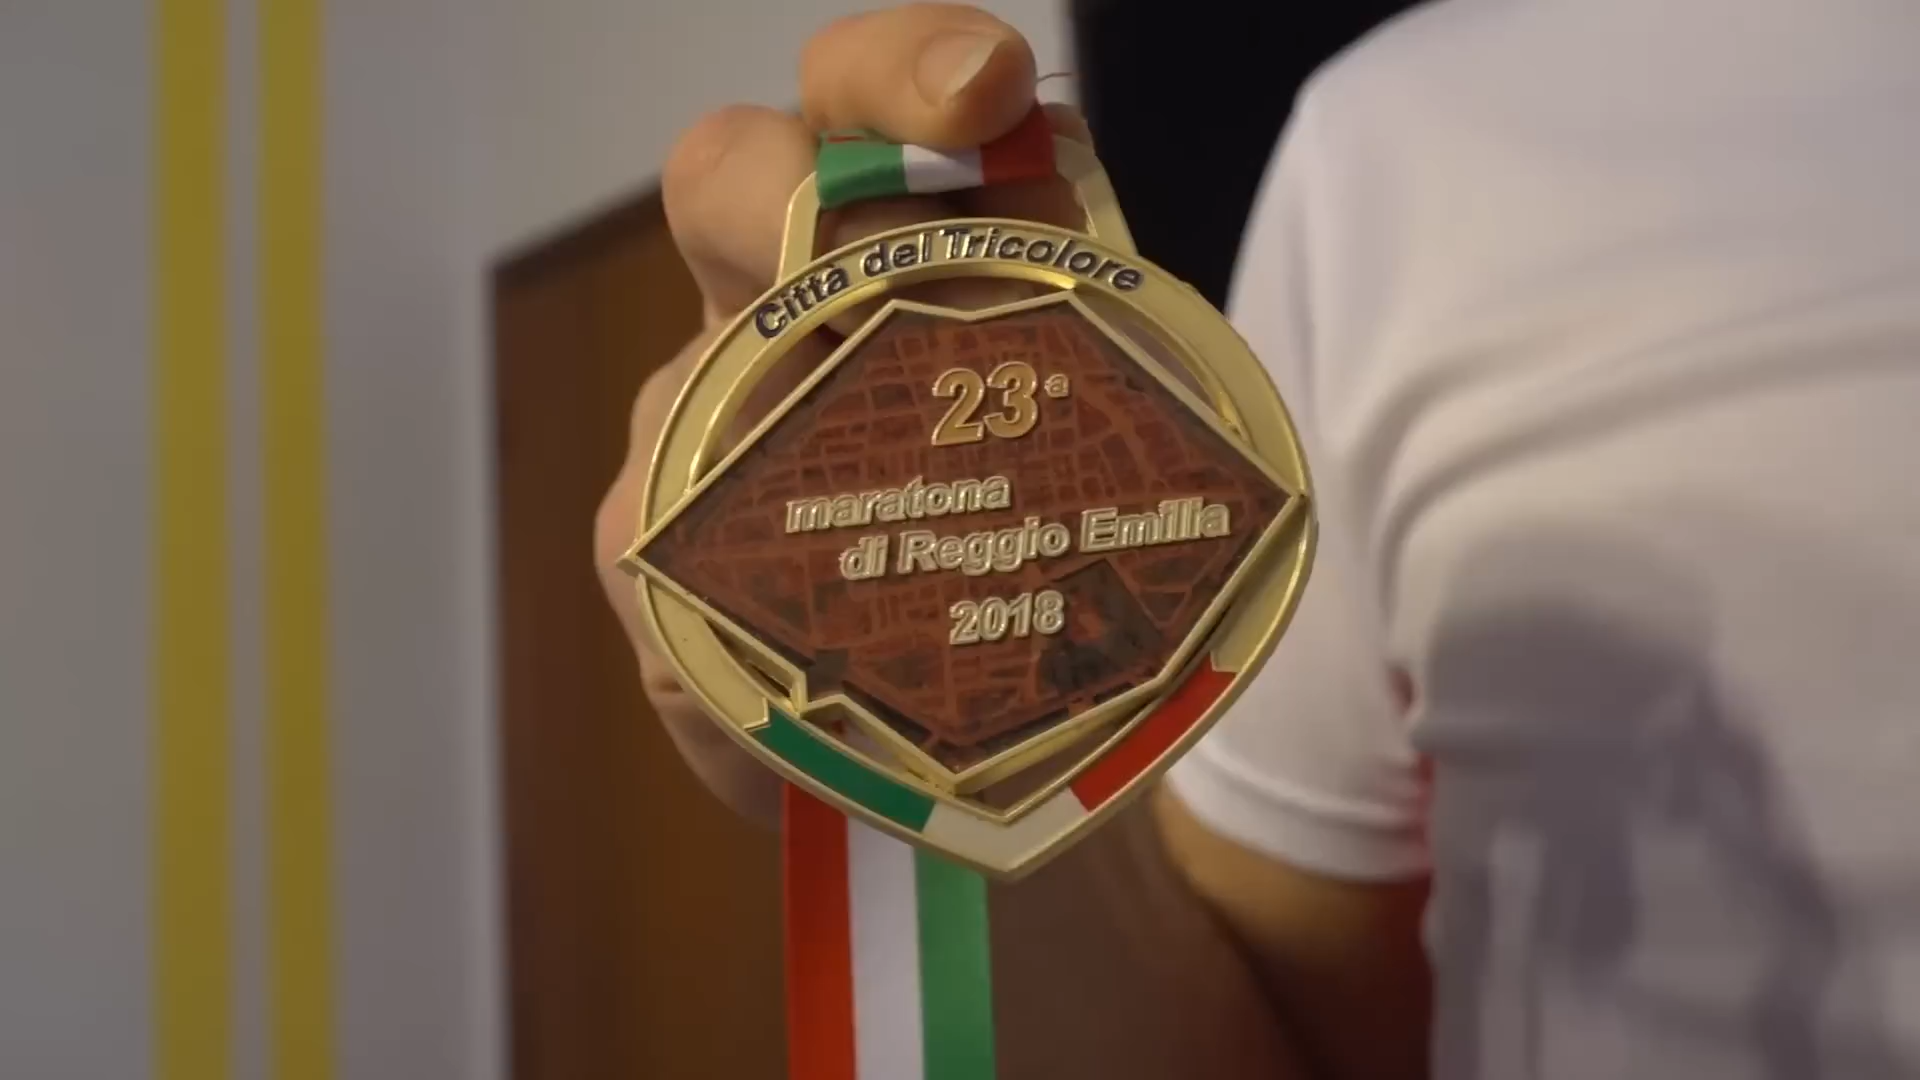 Città del Tricolore
23ª
maratona
di Reggio Emilia
2018